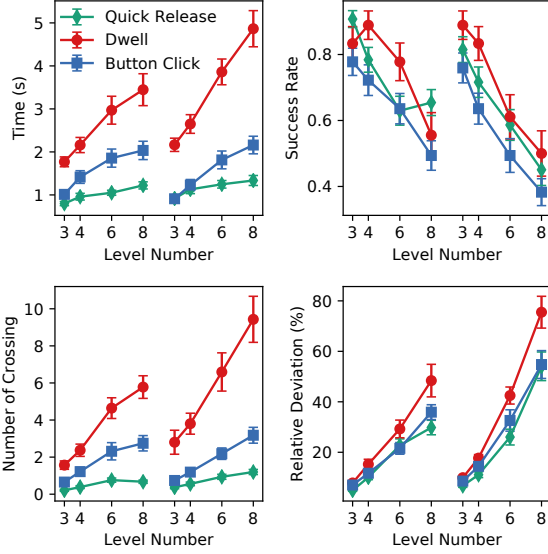 Quick Release
Dwell
Button Click
Time (s)
5
4
3
2
1
3 4 6 8 3 4 6 8
Level Number
Success Rate
0.8
0.6
0.4
3 4 6 8 3 4 6 8
Level Number
Number of Crossing
10
8
6
4
2
0
3 4 6 8 3 4 6 8
Level Number
Relative Deviation (%)
80
60
40
20
3 4 6 8 3 4 6 8
Level Number